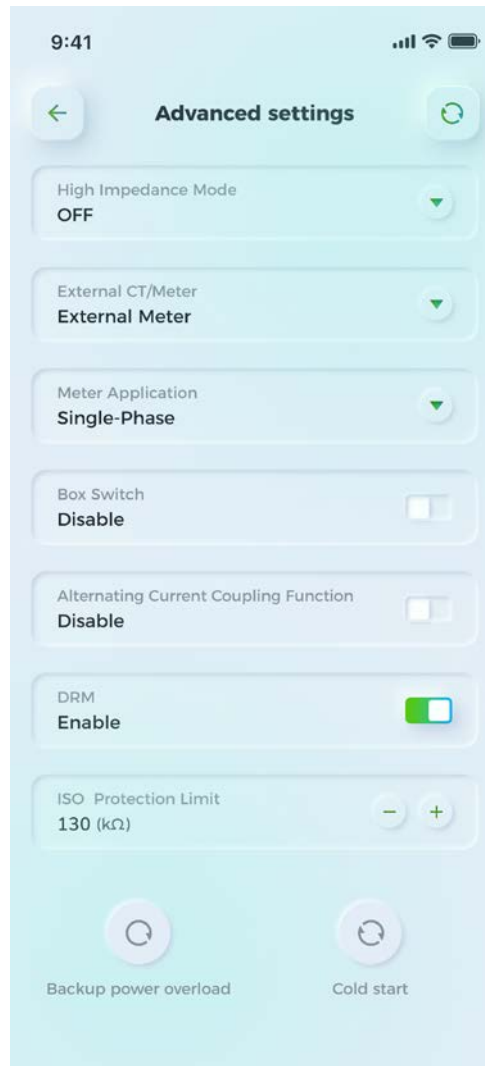 9:41
Advanced settings
High Impedance Mode
OFF
External CT/Meter
External Meter
Meter Application
Single-Phase
Box Switch
Disable
Alternating Current Coupling Function
Disable
DRM
Enable
ISO Protection Limit
130 (kΩ)
Backup power overload
Cold start